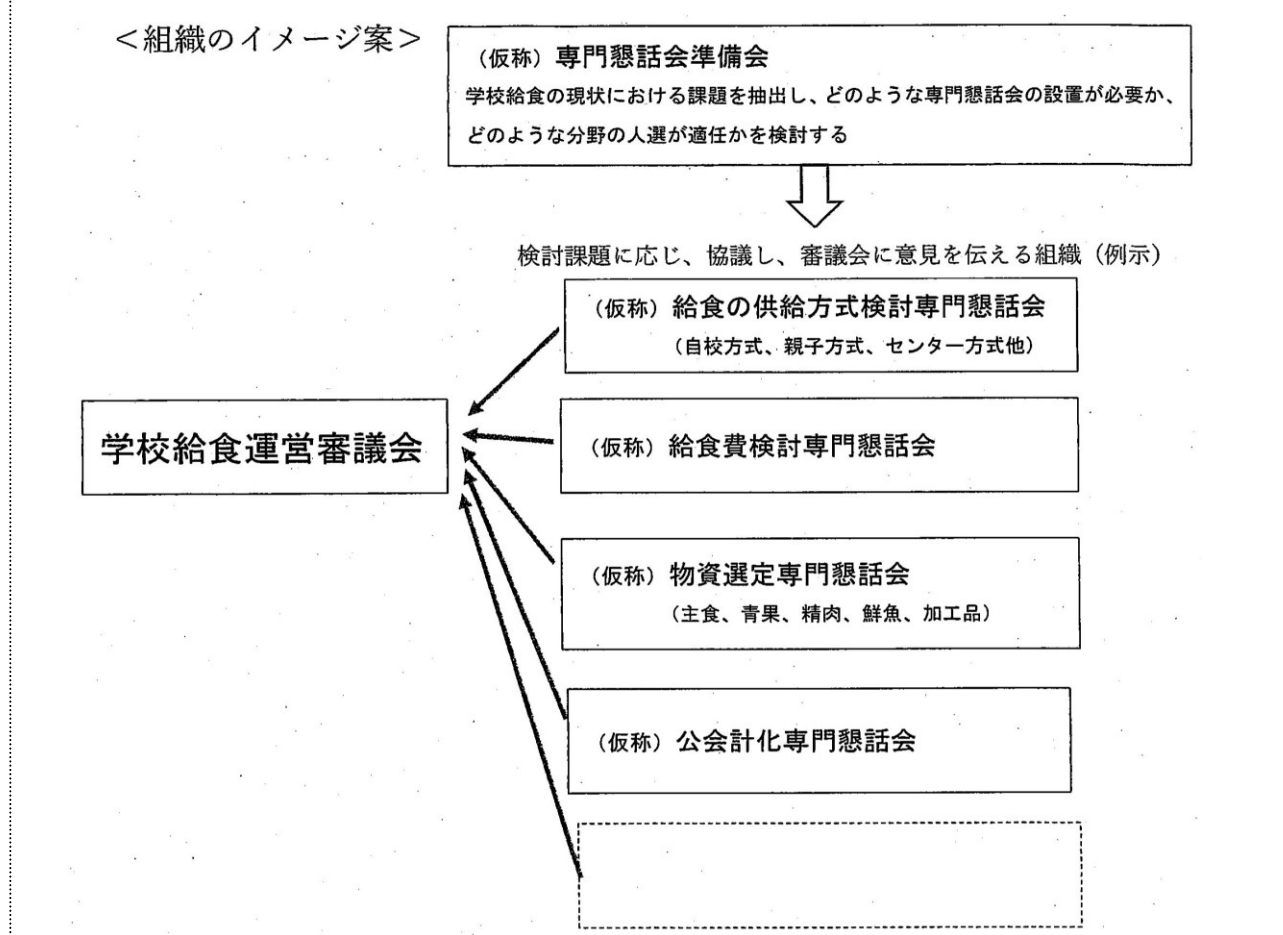 ＜組織のイメージ案＞
（仮称）専門懇話会準備会
学校給食の現状における課題を抽出し、どのような専門懇話会の設置が必要か、
どのような分野の人選が適任かを検討する
検討課題に応じ、協議し、審議会に意見を伝える組織（例示）
（仮称）給食の供給方式検討専門懇話会
（自校方式、親子方式、センター方式他）
学校給食運営審議会
（仮称）給食費検討専門懇話会
（仮称）物資選定専門懇話会
（主食、青果、精肉、鮮魚、加工品）
（仮称）公会計化専門懇話会